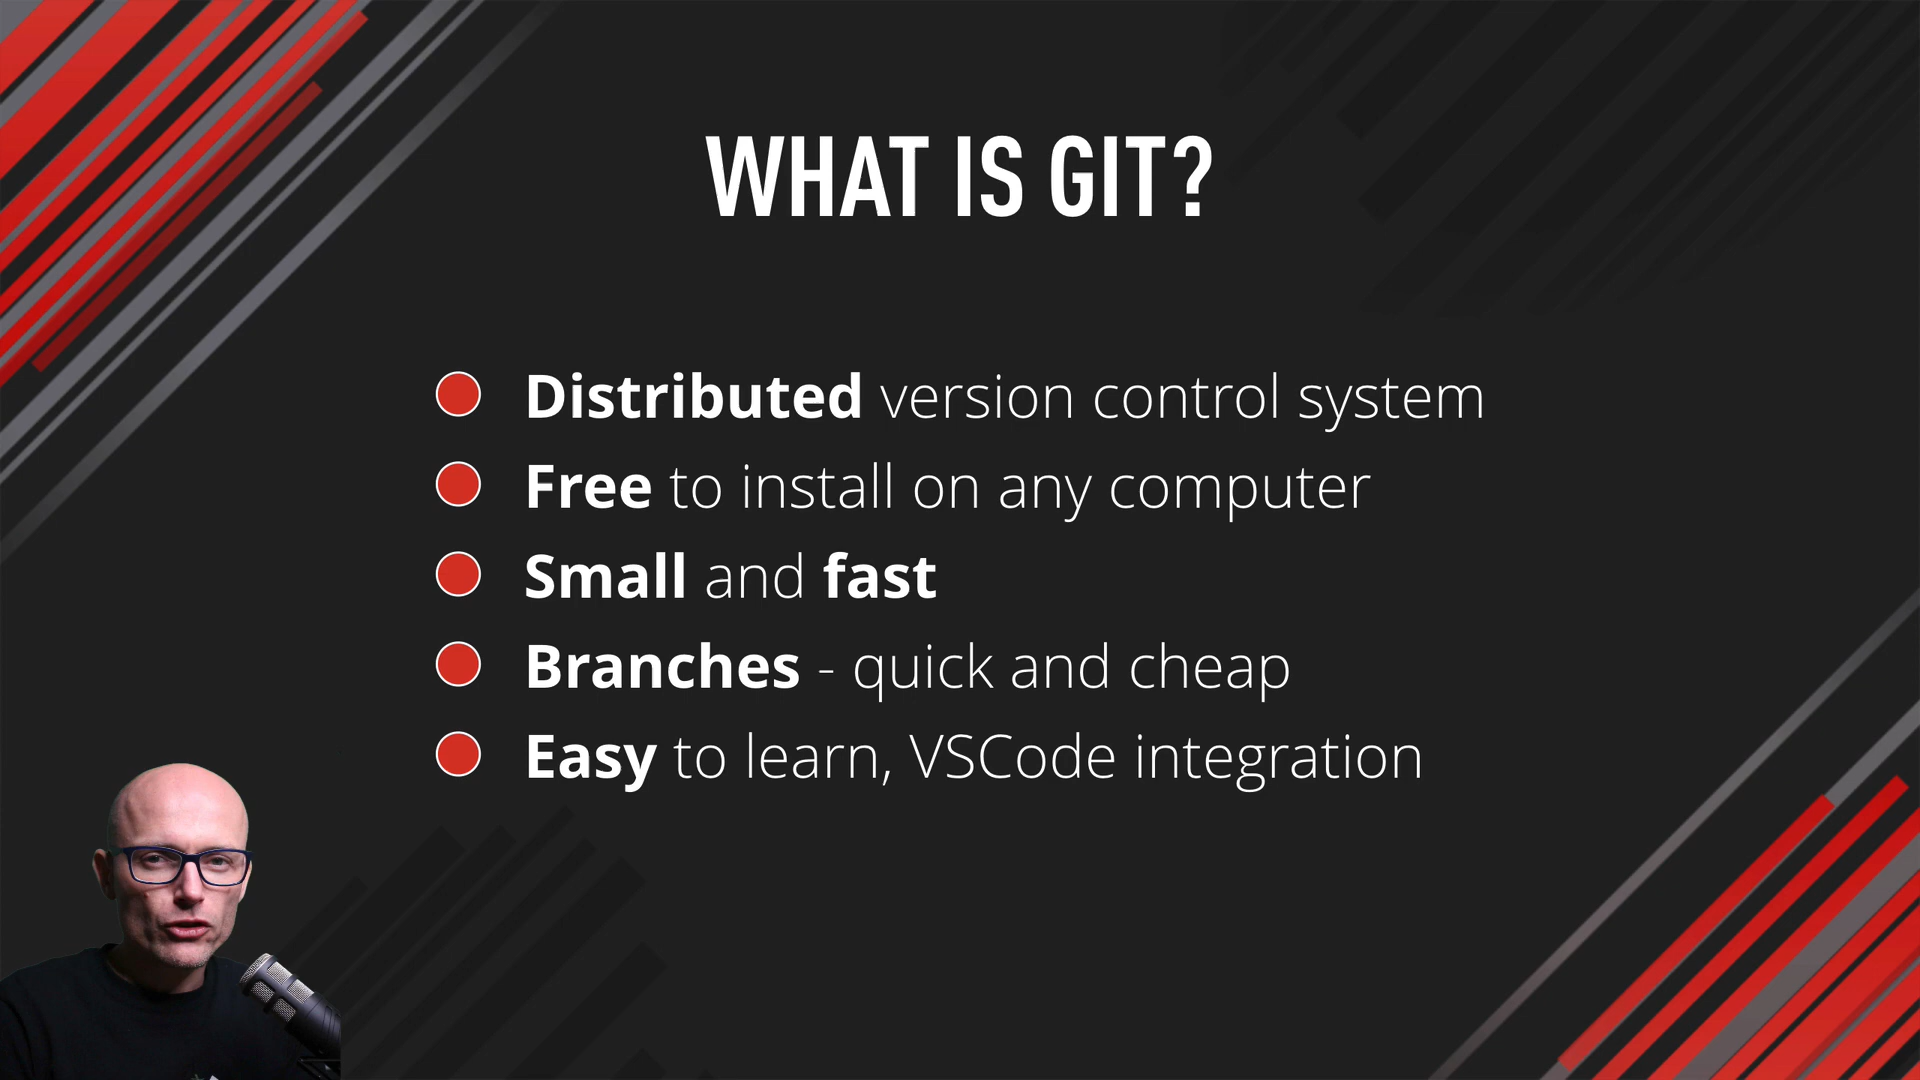 WHAT IS GIT?
Distributed version control system
Free to install on any computer
Small and fast
Branches - quick and cheap
Easy to learn, VSCode integration